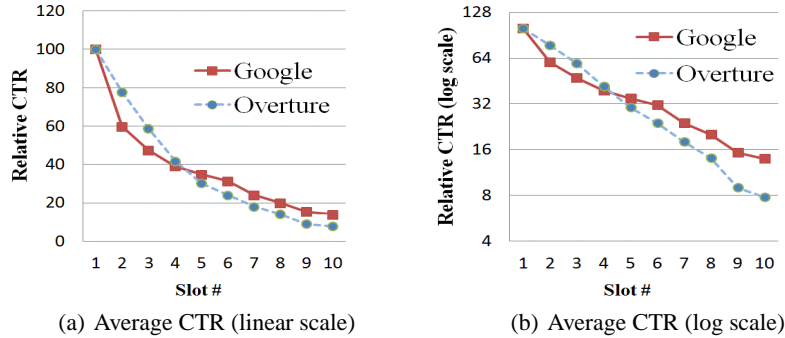 120
100
80
60
40
20
0
Relative CTR
Google
Overture
1 2 3 4 5 6 7 8 9 10
Slot #
(a) Average CTR (linear scale)
128
64
32
16
8
4
Relative CTR (log scale)
Google
Overture
1 2 3 4 5 6 7 8 9 10
Slot #
(b) Average CTR (log scale)